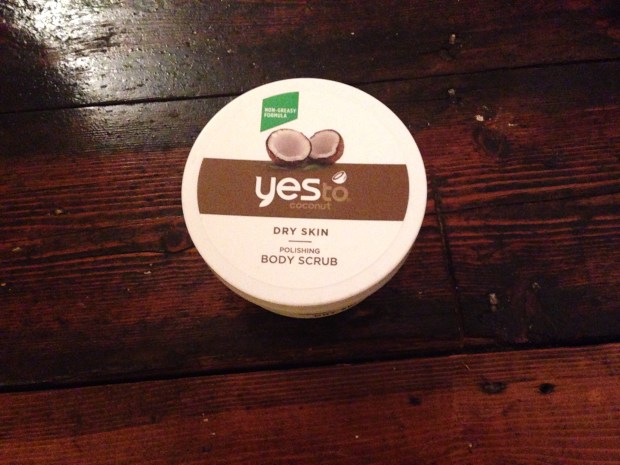 NON-GREASY
FORMULA
yes to
coconut
DRY SKIN
POLISHING
BODY SCRUB